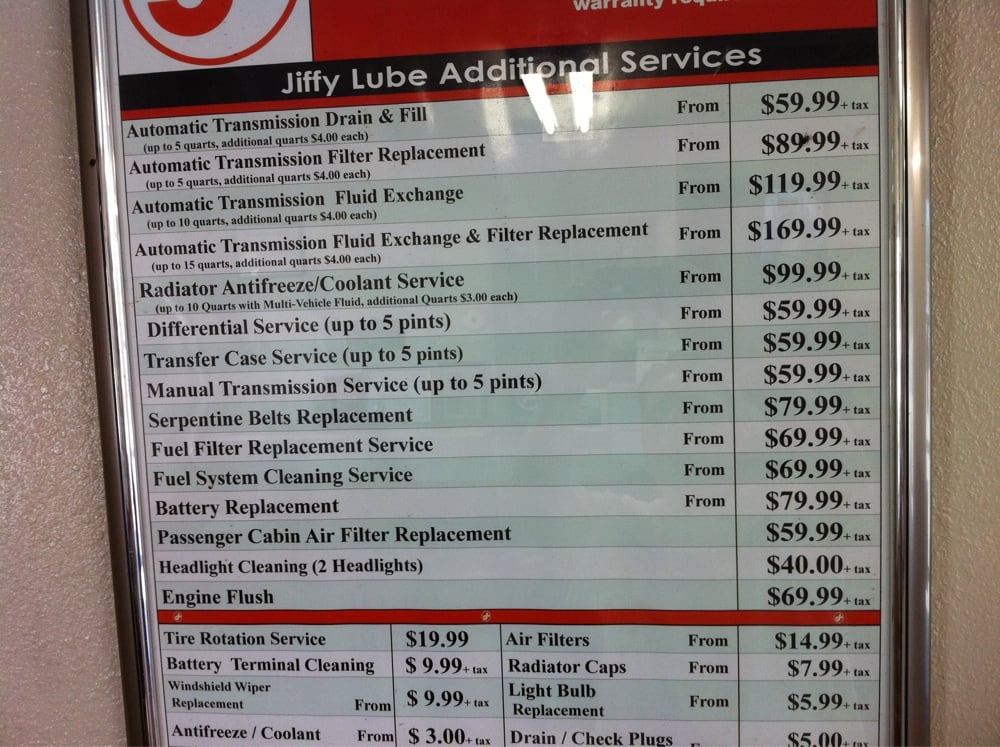 warranty
Jiffy Lube Additional Services
Automatic Transmission Drain & Fill From $59.99+ tax
(up to 5 quarts, additional quarts $4.00 each)
Automatic Transmission Filter Replacement From $89.99+ tax
(up to 5 quarts, additional quarts $4.00 each)
Automatic Transmission Fluid Exchange From $119.99+ tax
(up to 10 quarts, additional quarts $4.00 each)
Automatic Transmission Fluid Exchange & Filter Replacement From $169.99+ tax
(up to 15 quarts, additional quarts $4.00 each)
Radiator Antifreeze/Coolant Service From $99.99+ tax
(up to 10 Quarts with Multi-Vehicle Fluid, additional Quarts $3.00 each)
Differential Service (up to 5 pints) From $59.99+ tax
Transfer Case Service (up to 5 pints) From $59.99+ tax
Manual Transmission Service (up to 5 pints) From $59.99+ tax
Serpentine Belts Replacement From $79.99+ tax
Fuel Filter Replacement Service From $69.99+ tax
Fuel System Cleaning Service From $69.99+ tax
Battery Replacement From $79.99+ tax
Passenger Cabin Air Filter Replacement $59.99+ tax
Headlight Cleaning (2 Headlights) $40.00+ tax
Engine Flush $69.99+ tax
Tire Rotation Service $19.99 Air Filters From $14.99+ tax
Battery Terminal Cleaning $ 9.99+ tax Radiator Caps From $7.99+ tax
Windshield Wiper
Replacement From $ 9.99+ tax
Light Bulb
Replacement From $5.99+ tax
Antifreeze / Coolant From $ 3.00+ tax Drain / Check Plugs $5.00+ tax